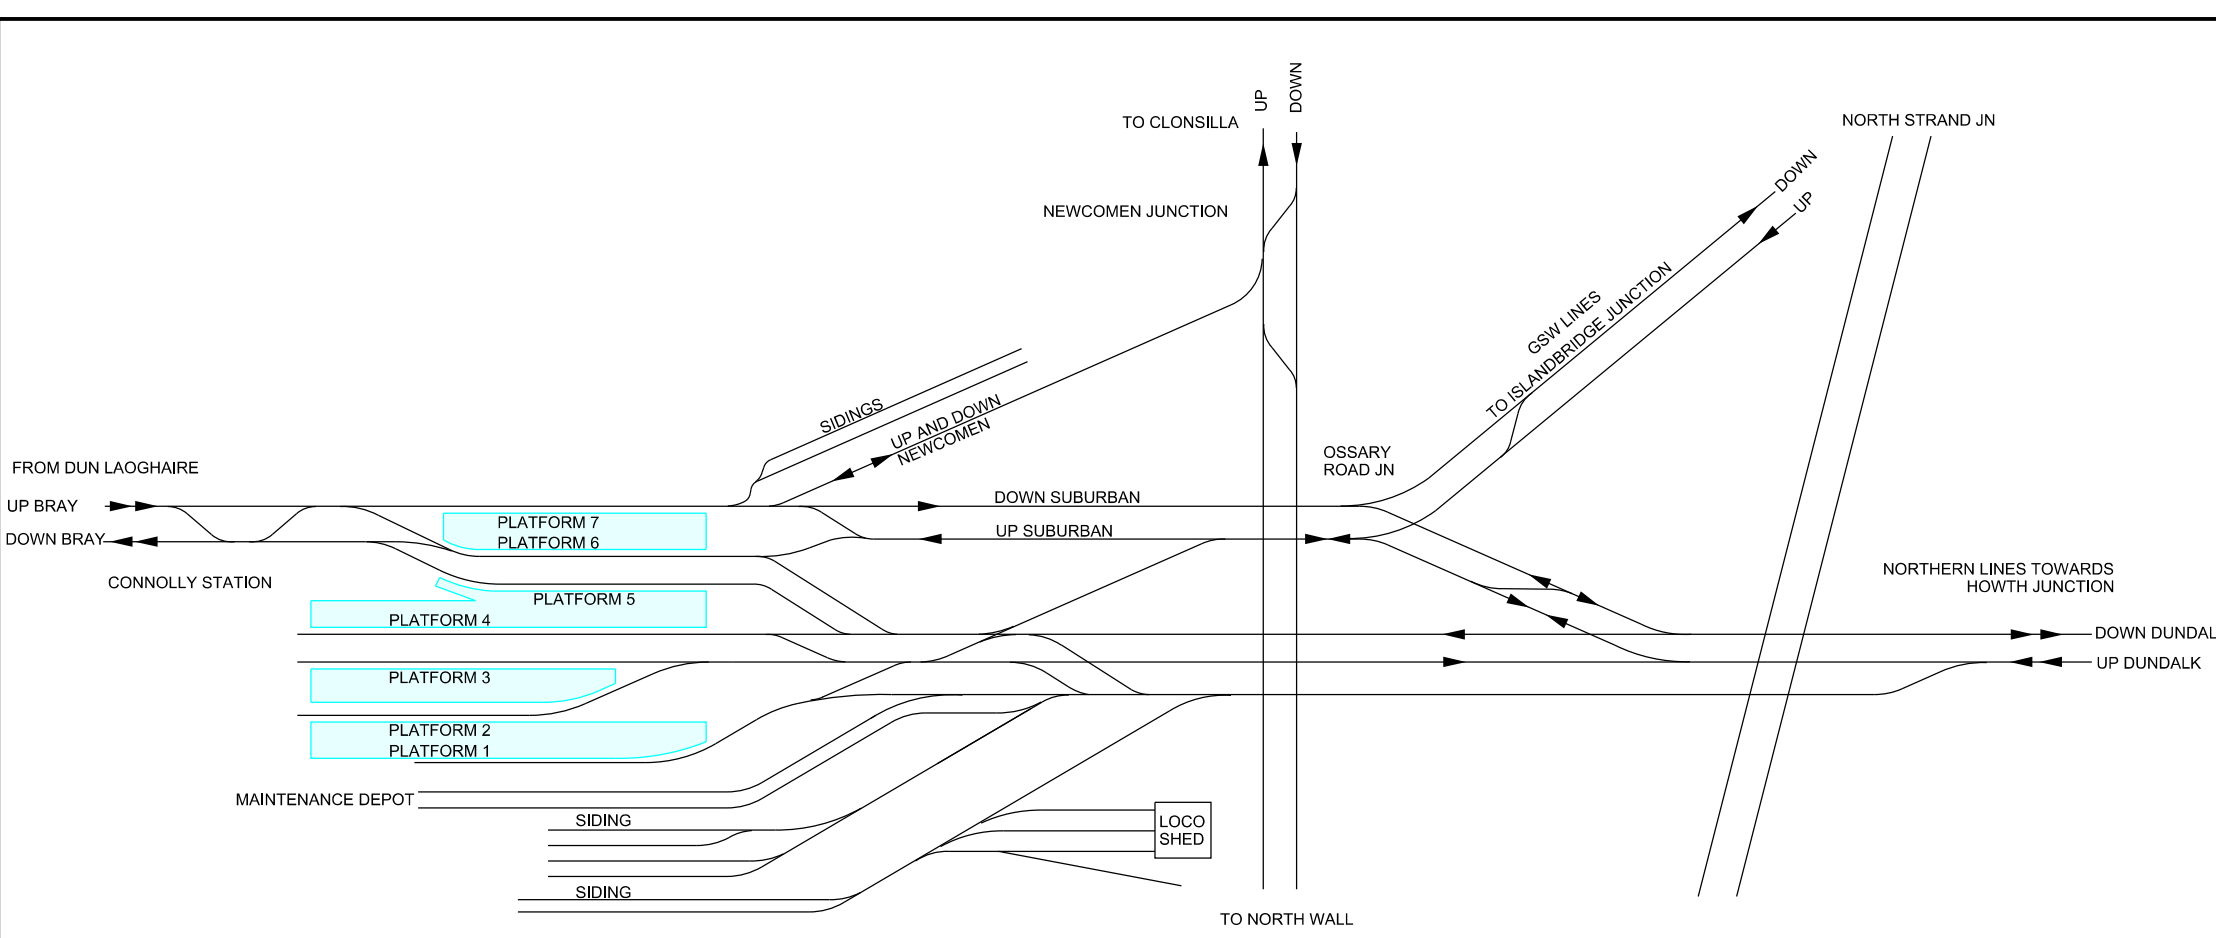 UP
DOWN
TO CLONSILLA
NORTH STRAND JN
DOWN
UP
NEWCOMEN JUNCTION
GSW LINES
TO ISLANDBRIDGE JUNCTION
SIDINGS
UP AND DOWN
NEWCOMEN
OSSARY
ROAD JN
FROM DUN LAOGHAIRE
UP BRAY
DOWN SUBURBAN
PLATFORM 7
UP SUBURBAN
DOWN BRAY
PLATFORM 6
CONNOLLY STATION
NORTHERN LINES TOWARDS
HOWTH JUNCTION
PLATFORM 5
PLATFORM 4
DOWN DUNDAL
UP DUNDALK
PLATFORM 3
PLATFORM 2
PLATFORM 1
MAINTENANCE DEPOT
SIDING
LOCO
SHED
SIDING
TO NORTH WALL